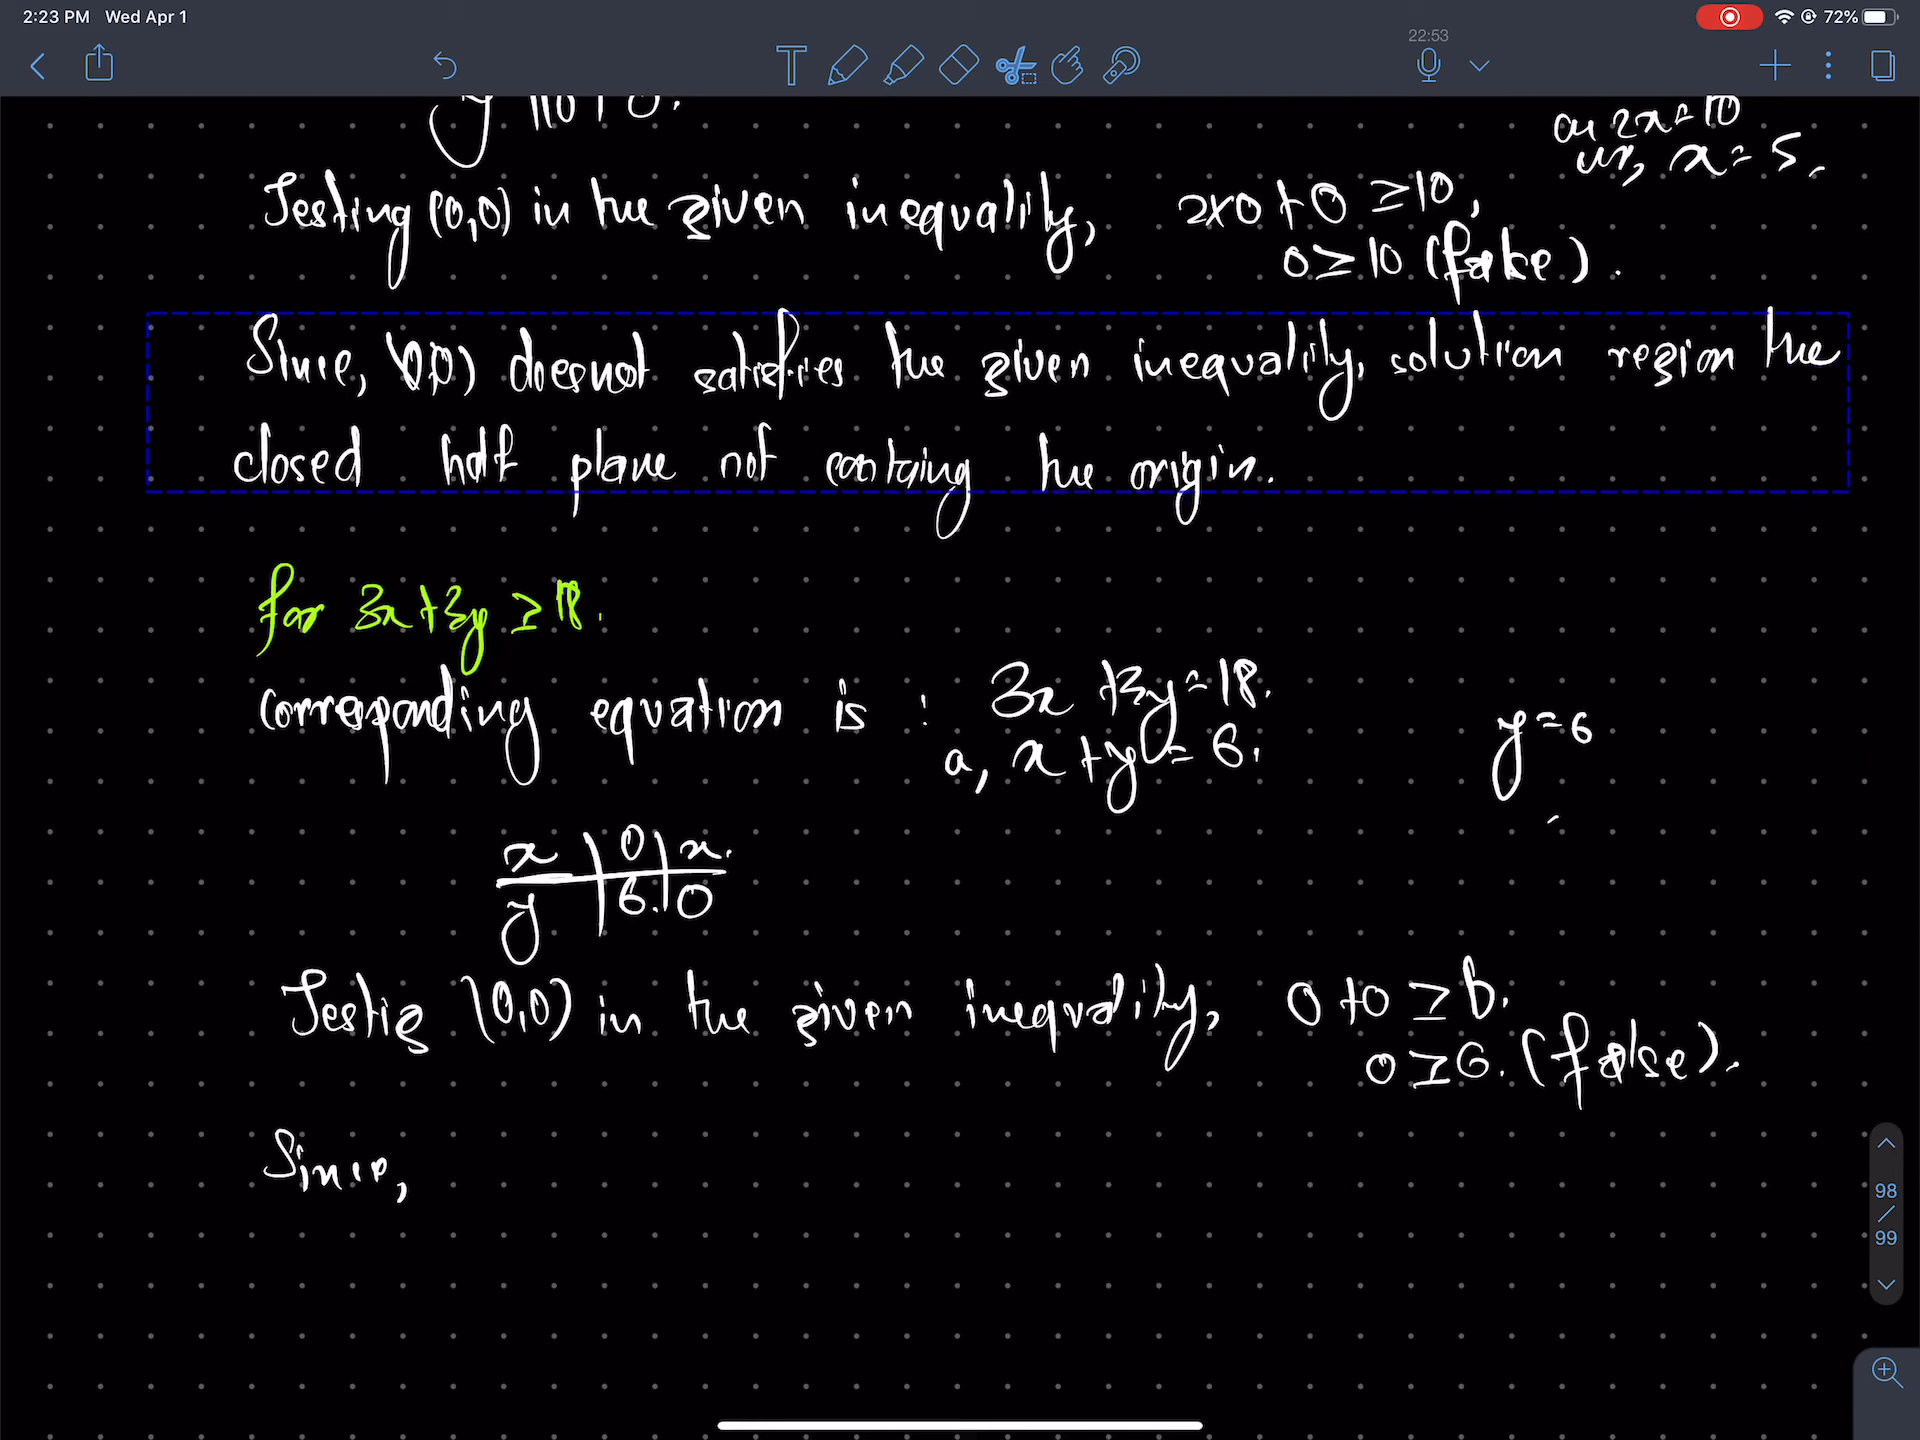 2:23 PM Wed Apr 1
72%
22:53
or 2x=10
or, x=5.
Testing (0,0) in the given inequality, 2x0+0 ≥10,
0≥10 (false).
Since, (0,0) doesnot satisfies the given inequality, solution region the
closed half plane not containg the origin.
for 3x+3y ≥18.
corresponding equation is : 3x+3y=18.
a, x+y=6.
y=6
x | 0 | x.
y | 6 | 0
Testig (0,0) in the given inequality, 0+0≥6.
0≥6. (false).
Since,
98
/
99